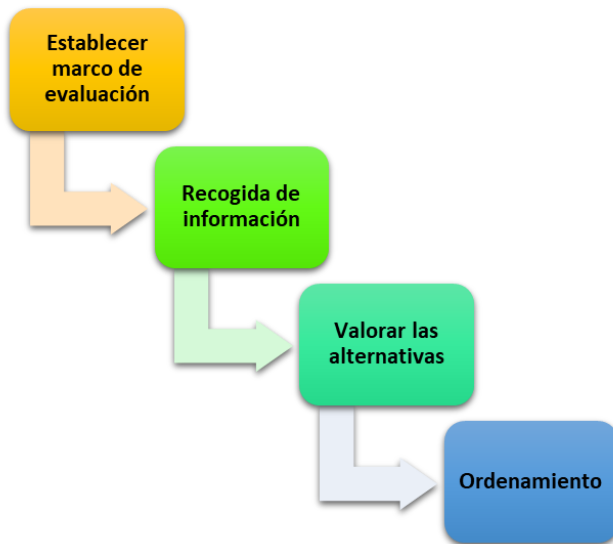 Establecer
marco de
evaluación
Recogida de
información
Valorar las
alternativas
Ordenamiento